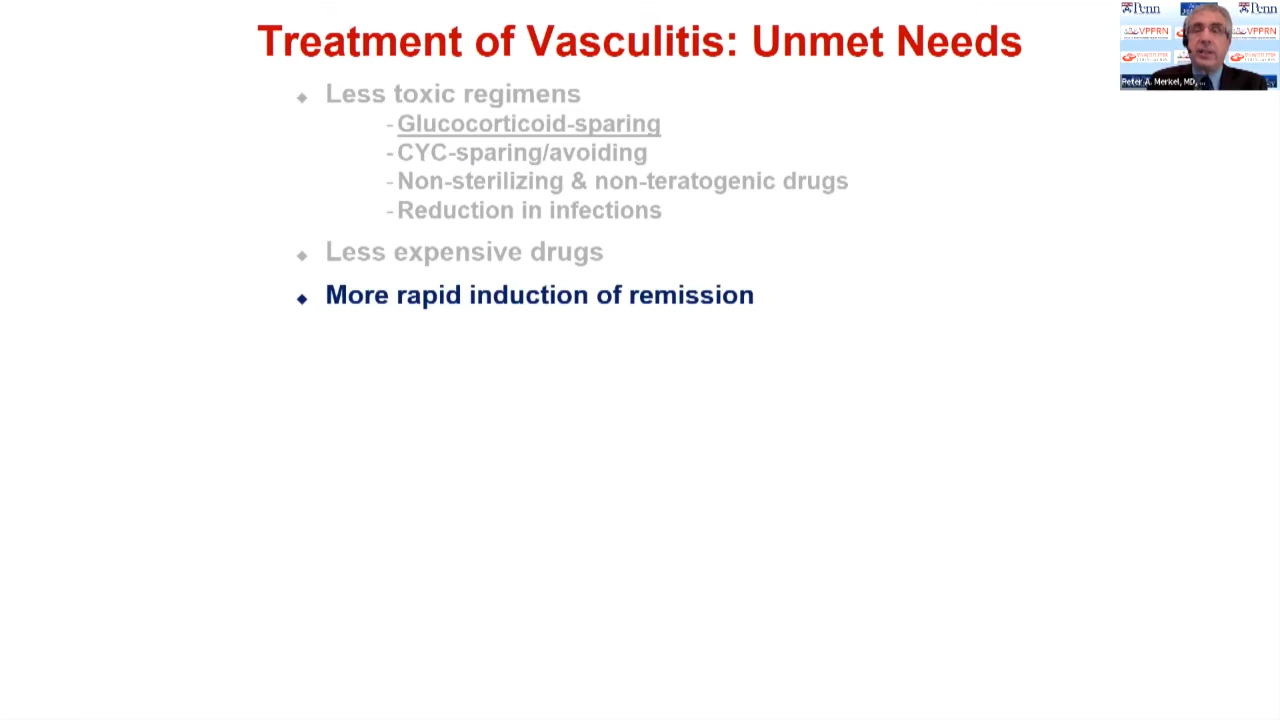 Treatment of Vasculitis: Unmet Needs
◆ Less toxic regimens
- Glucocorticoid-sparing
- CYC-sparing/avoiding
- Non-sterilizing & non-teratogenic drugs
- Reduction in infections
◆ Less expensive drugs
◆ More rapid induction of remission
Penn
Penn
VPPRN
VPPRN
Peter A. Merkel, MD, ...